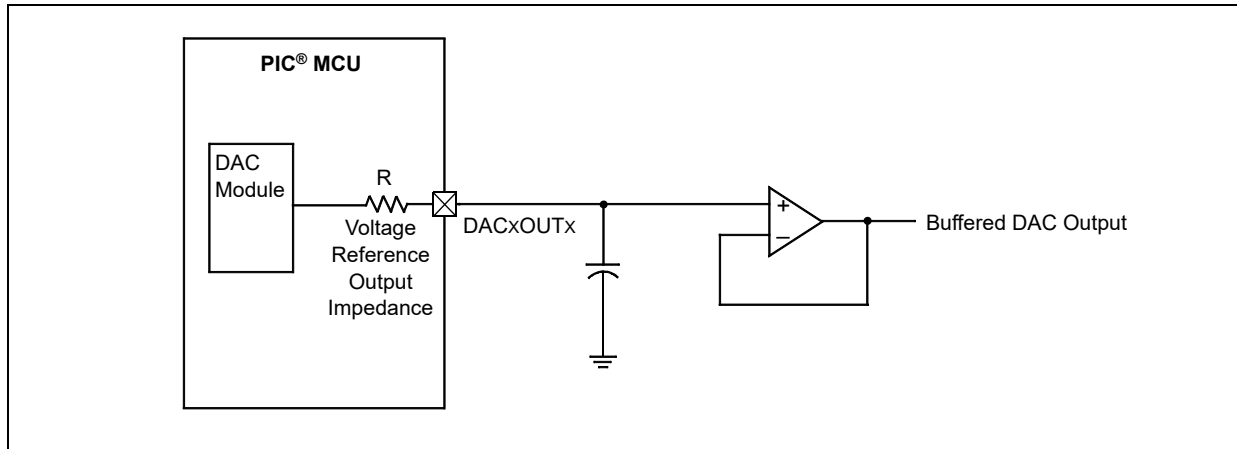 PIC® MCU
DAC
Module
R
Voltage
Reference
Output
Impedance
DACXOUTX
+
–
Buffered DAC Output